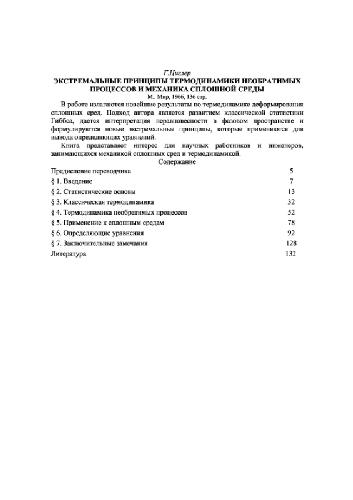 Г.Циглер
ЭКСТРЕМАЛЬНЫЕ ПРИНЦИПЫ ТЕРМОДИНАМИКИ НЕОБРАТИМЫХ
ПРОЦЕССОВ И МЕХАНИКА СПЛОШНОЙ СРЕДЫ
М. Мир, 1966, 136 стр.
В работе излагаются новейшие результаты по термодинамике деформирования
сплошных сред. Подход автора является развитием классической статистики
Гиббса, дается интерпретация неравновесности в фазовом пространстве и
формулируются новые экстремальные принципы, которые применяются для
вывода определяющих уравнений.
Книга представляет интерес для научных работников и инженеров,
занимающихся механикой сплошных сред и термодинамикой.
Содержание
Предисловие переводчика 5
§ 1. Введение 7
§ 2. Статистические основы 13
§ 3. Классическая термодинамика 32
§ 4. Термодинамика необратимых процессов 52
§ 5. Применение к сплошным средам 78
§ 6. Определяющие уравнения 92
§ 7. Заключительные замечания 128
Литература 132